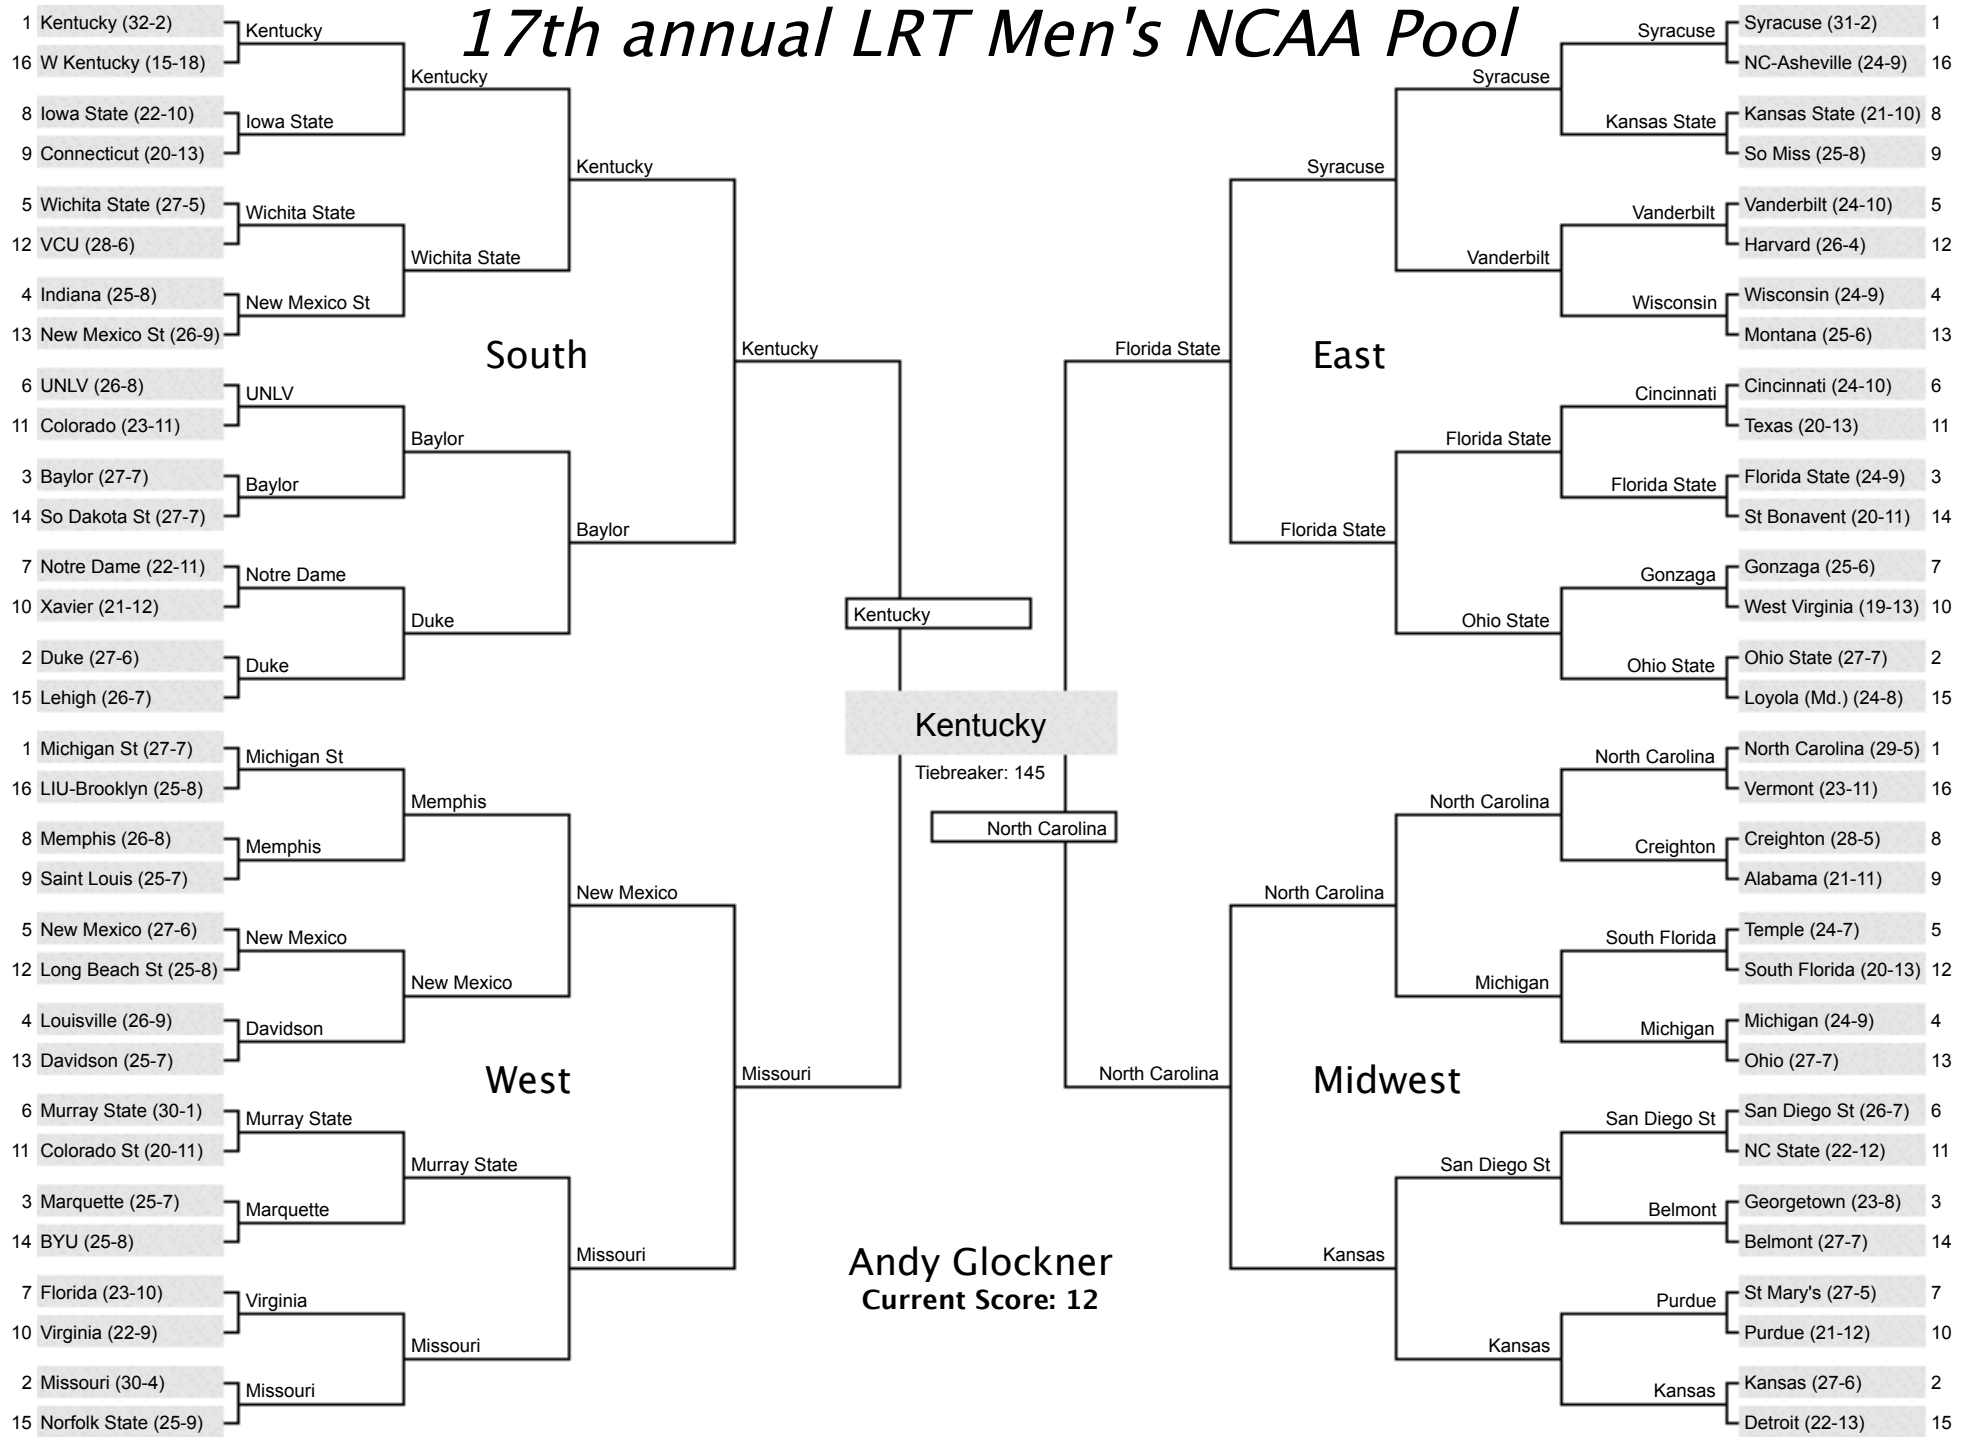 17th annual LRT Men's NCAA Pool
1 Kentucky (32-2)
16 W Kentucky (15-18)
8 Iowa State (22-10)
9 Connecticut (20-13)
5 Wichita State (27-5)
12 VCU (28-6)
4 Indiana (25-8)
13 New Mexico St (26-9)
6 UNLV (26-8)
11 Colorado (23-11)
3 Baylor (27-7)
14 So Dakota St (27-7)
7 Notre Dame (22-11)
10 Xavier (21-12)
2 Duke (27-6)
15 Lehigh (26-7)
Kentucky
Iowa State
Wichita State
New Mexico St
UNLV
Baylor
Notre Dame
Duke
Kentucky
Wichita State
Baylor
Duke
Kentucky
Baylor
South
Kentucky
1 Michigan St (27-7)
16 LIU-Brooklyn (25-8)
8 Memphis (26-8)
9 Saint Louis (25-7)
5 New Mexico (27-6)
12 Long Beach St (25-8)
4 Louisville (26-9)
13 Davidson (25-7)
6 Murray State (30-1)
11 Colorado St (20-11)
3 Marquette (25-7)
14 BYU (25-8)
7 Florida (23-10)
10 Virginia (22-9)
2 Missouri (30-4)
15 Norfolk State (25-9)
Michigan St
Memphis
New Mexico
Davidson
Murray State
Marquette
Virginia
Missouri
Memphis
New Mexico
Murray State
Missouri
New Mexico
Missouri
West
Missouri
Kentucky
Kentucky
Tiebreaker: 145
North Carolina
Andy Glockner
Current Score: 12
Syracuse (31-2) 1
NC-Asheville (24-9) 16
Kansas State (21-10) 8
So Miss (25-8) 9
Vanderbilt (24-10) 5
Harvard (26-4) 12
Wisconsin (24-9) 4
Montana (25-6) 13
Cincinnati (24-10) 6
Texas (20-13) 11
Florida State (24-9) 3
St Bonavent (20-11) 14
Gonzaga (25-6) 7
West Virginia (19-13) 10
Ohio State (27-7) 2
Loyola (Md.) (24-8) 15
Syracuse
Kansas State
Vanderbilt
Wisconsin
Cincinnati
Florida State
Gonzaga
Ohio State
Syracuse
Vanderbilt
Florida State
Ohio State
Syracuse
Florida State
East
Florida State
North Carolina (29-5) 1
Vermont (23-11) 16
Creighton (28-5) 8
Alabama (21-11) 9
Temple (24-7) 5
South Florida (20-13) 12
Michigan (24-9) 4
Ohio (27-7) 13
San Diego St (26-7) 6
NC State (22-12) 11
Georgetown (23-8) 3
Belmont (27-7) 14
St Mary's (27-5) 7
Purdue (21-12) 10
Kansas (27-6) 2
Detroit (22-13) 15
North Carolina
Creighton
South Florida
Michigan
San Diego St
Belmont
Purdue
Kansas
North Carolina
Michigan
San Diego St
Kansas
North Carolina
Kansas
Midwest
North Carolina